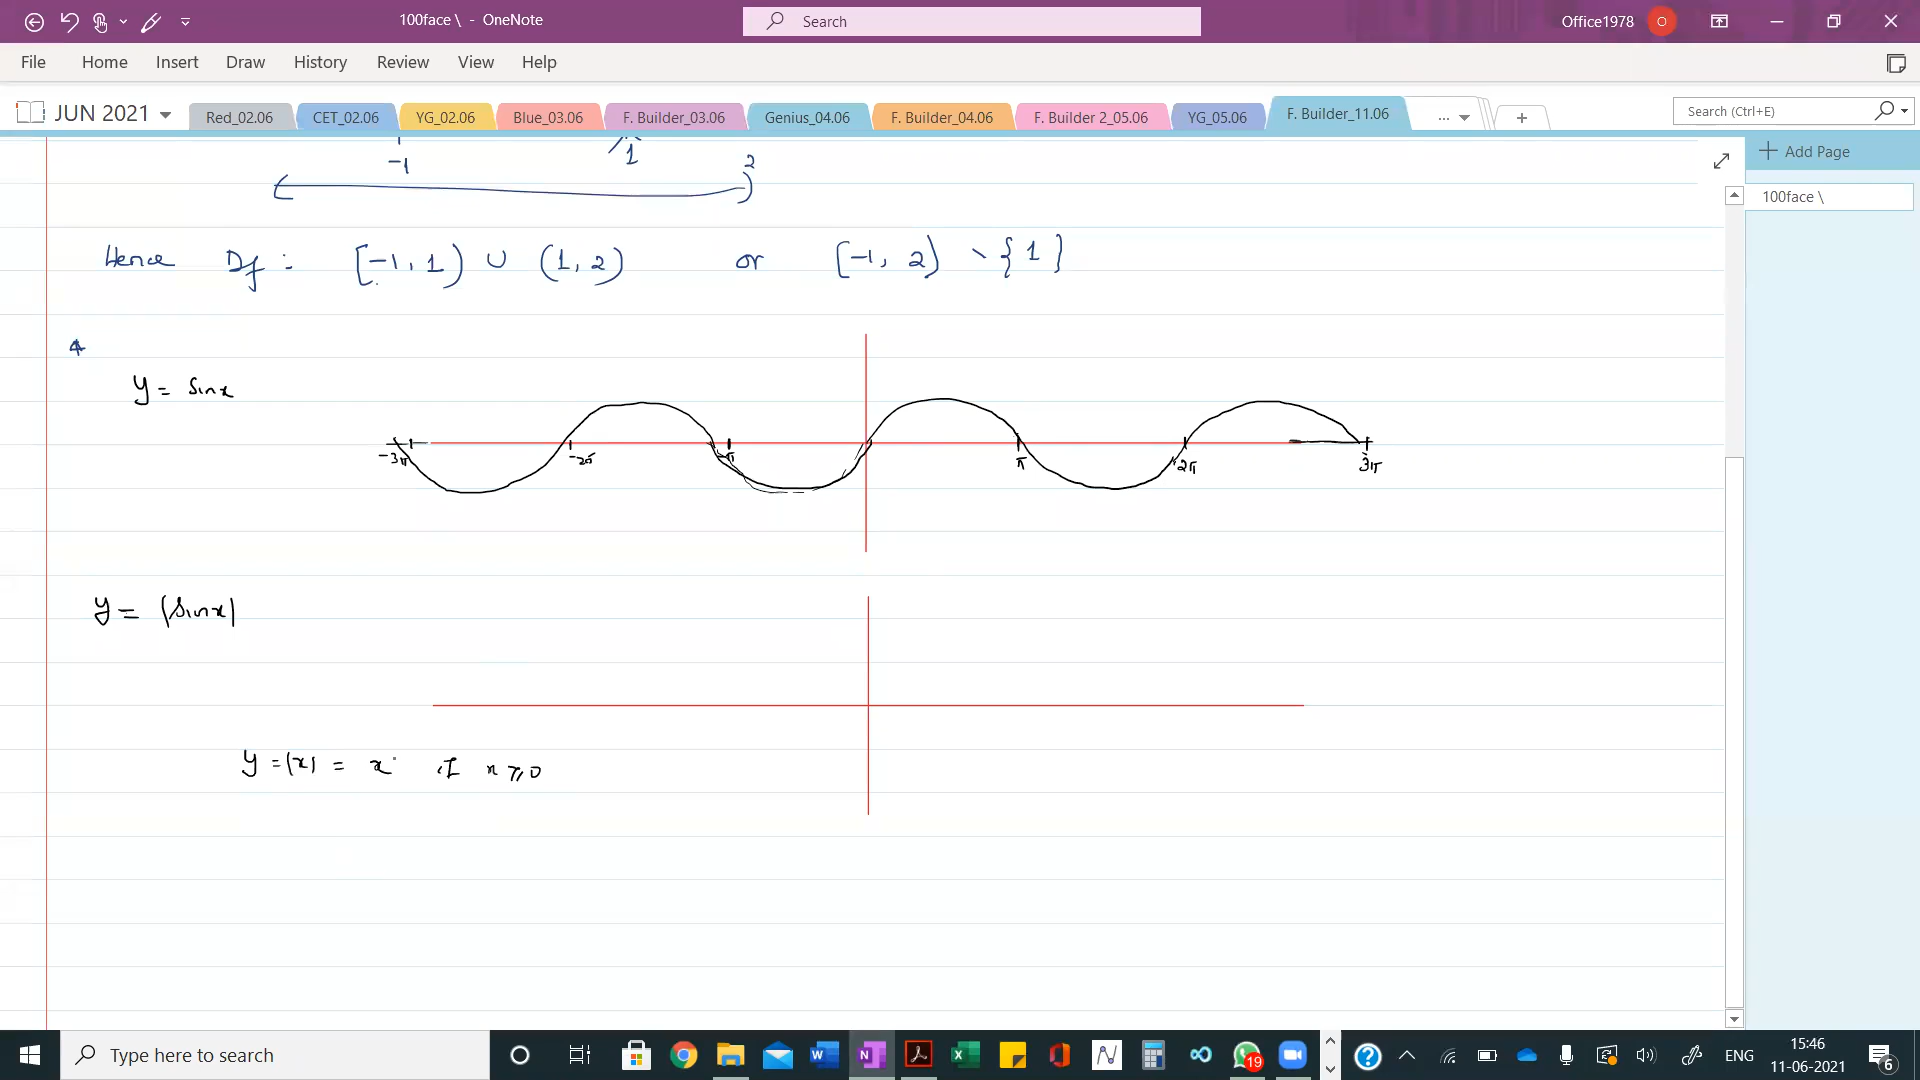 100face \ - OneNote
Search
Office1978
O
File Home Insert Draw History Review View Help
JUN 2021
Red_02.06
CET_02.06
YG_02.06
Blue_03.06
F. Builder_03.06
Genius_04.06
F. Builder_04.06
F. Builder 2_05.06
YG_05.06
F. Builder_11.06
...
+
Search (Ctrl+E)
+ Add Page
100face \
-1 1 2
Hence Df : [-1, 1) ∪ (1, 2) or [-1, 2) \ {1}
y = Sinx
-3π -2π -π π 2π 3π
y = |Sinx|
y = |x| = x if x ≥ 0
Type here to search
19
ENG
15:46
11-06-2021
6